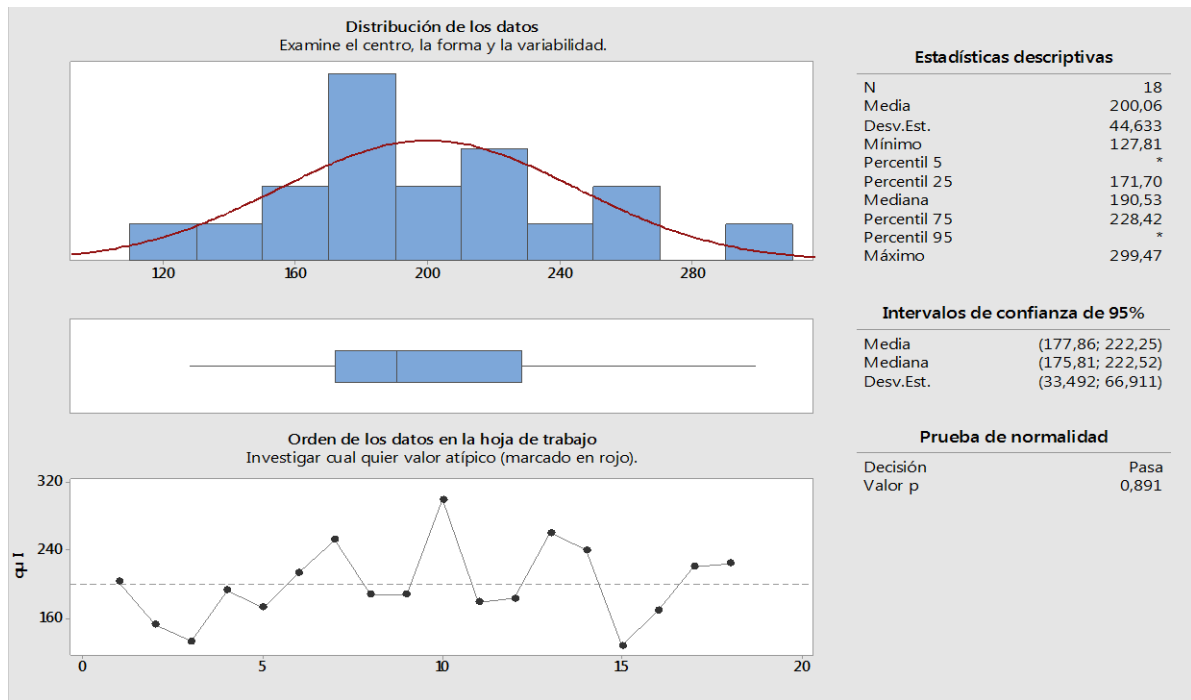 Distribución de los datos
Examine el centro, la forma y la variabilidad.
120 160 200 240 280
Orden de los datos en la hoja de trabajo
Investigar cual quier valor atípico (marcado en rojo).
320
240
160
qu I
0 5 10 15 20
Estadísticas descriptivas
N 18
Media 200,06
Desv.Est. 44,633
Mínimo 127,81
Percentil 5 *
Percentil 25 171,70
Mediana 190,53
Percentil 75 228,42
Percentil 95 *
Máximo 299,47
Intervalos de confianza de 95%
Media (177,86; 222,25)
Mediana (175,81; 222,52)
Desv.Est. (33,492; 66,911)
Prueba de normalidad
Decisión Pasa
Valor p 0,891